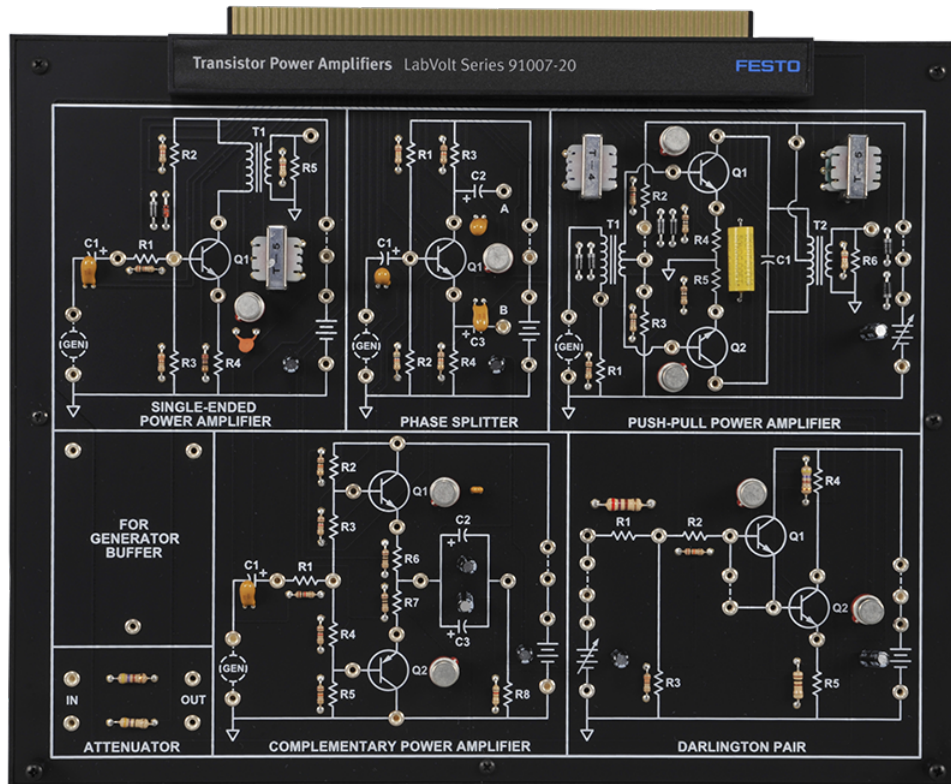 Transistor Power Amplifiers LabVolt Series 91007-20
FESTO
T1
R2
R5
C1
+
R1
Q1
T-5
GEN
R3
R4
SINGLE-ENDED
POWER AMPLIFIER
R1
R3
C2
+
A
C1
+
Q1
B
+
C3
GEN
R2
R4
PHASE SPLITTER
T-4
Q1
T-5
R2
T1
R4
T2
C1
R6
R5
R3
GEN
Q2
R1
PUSH-PULL POWER AMPLIFIER
FOR
GENERATOR
BUFFER
IN
OUT
ATTENUATOR
R2
Q1
R3
C2
+
C1
+
R1
R6
R7
R4
+
C3
GEN
Q2
R5
R8
COMPLEMENTARY POWER AMPLIFIER
R4
R1
R2
Q1
Q2
R3
R5
DARLINGTON PAIR